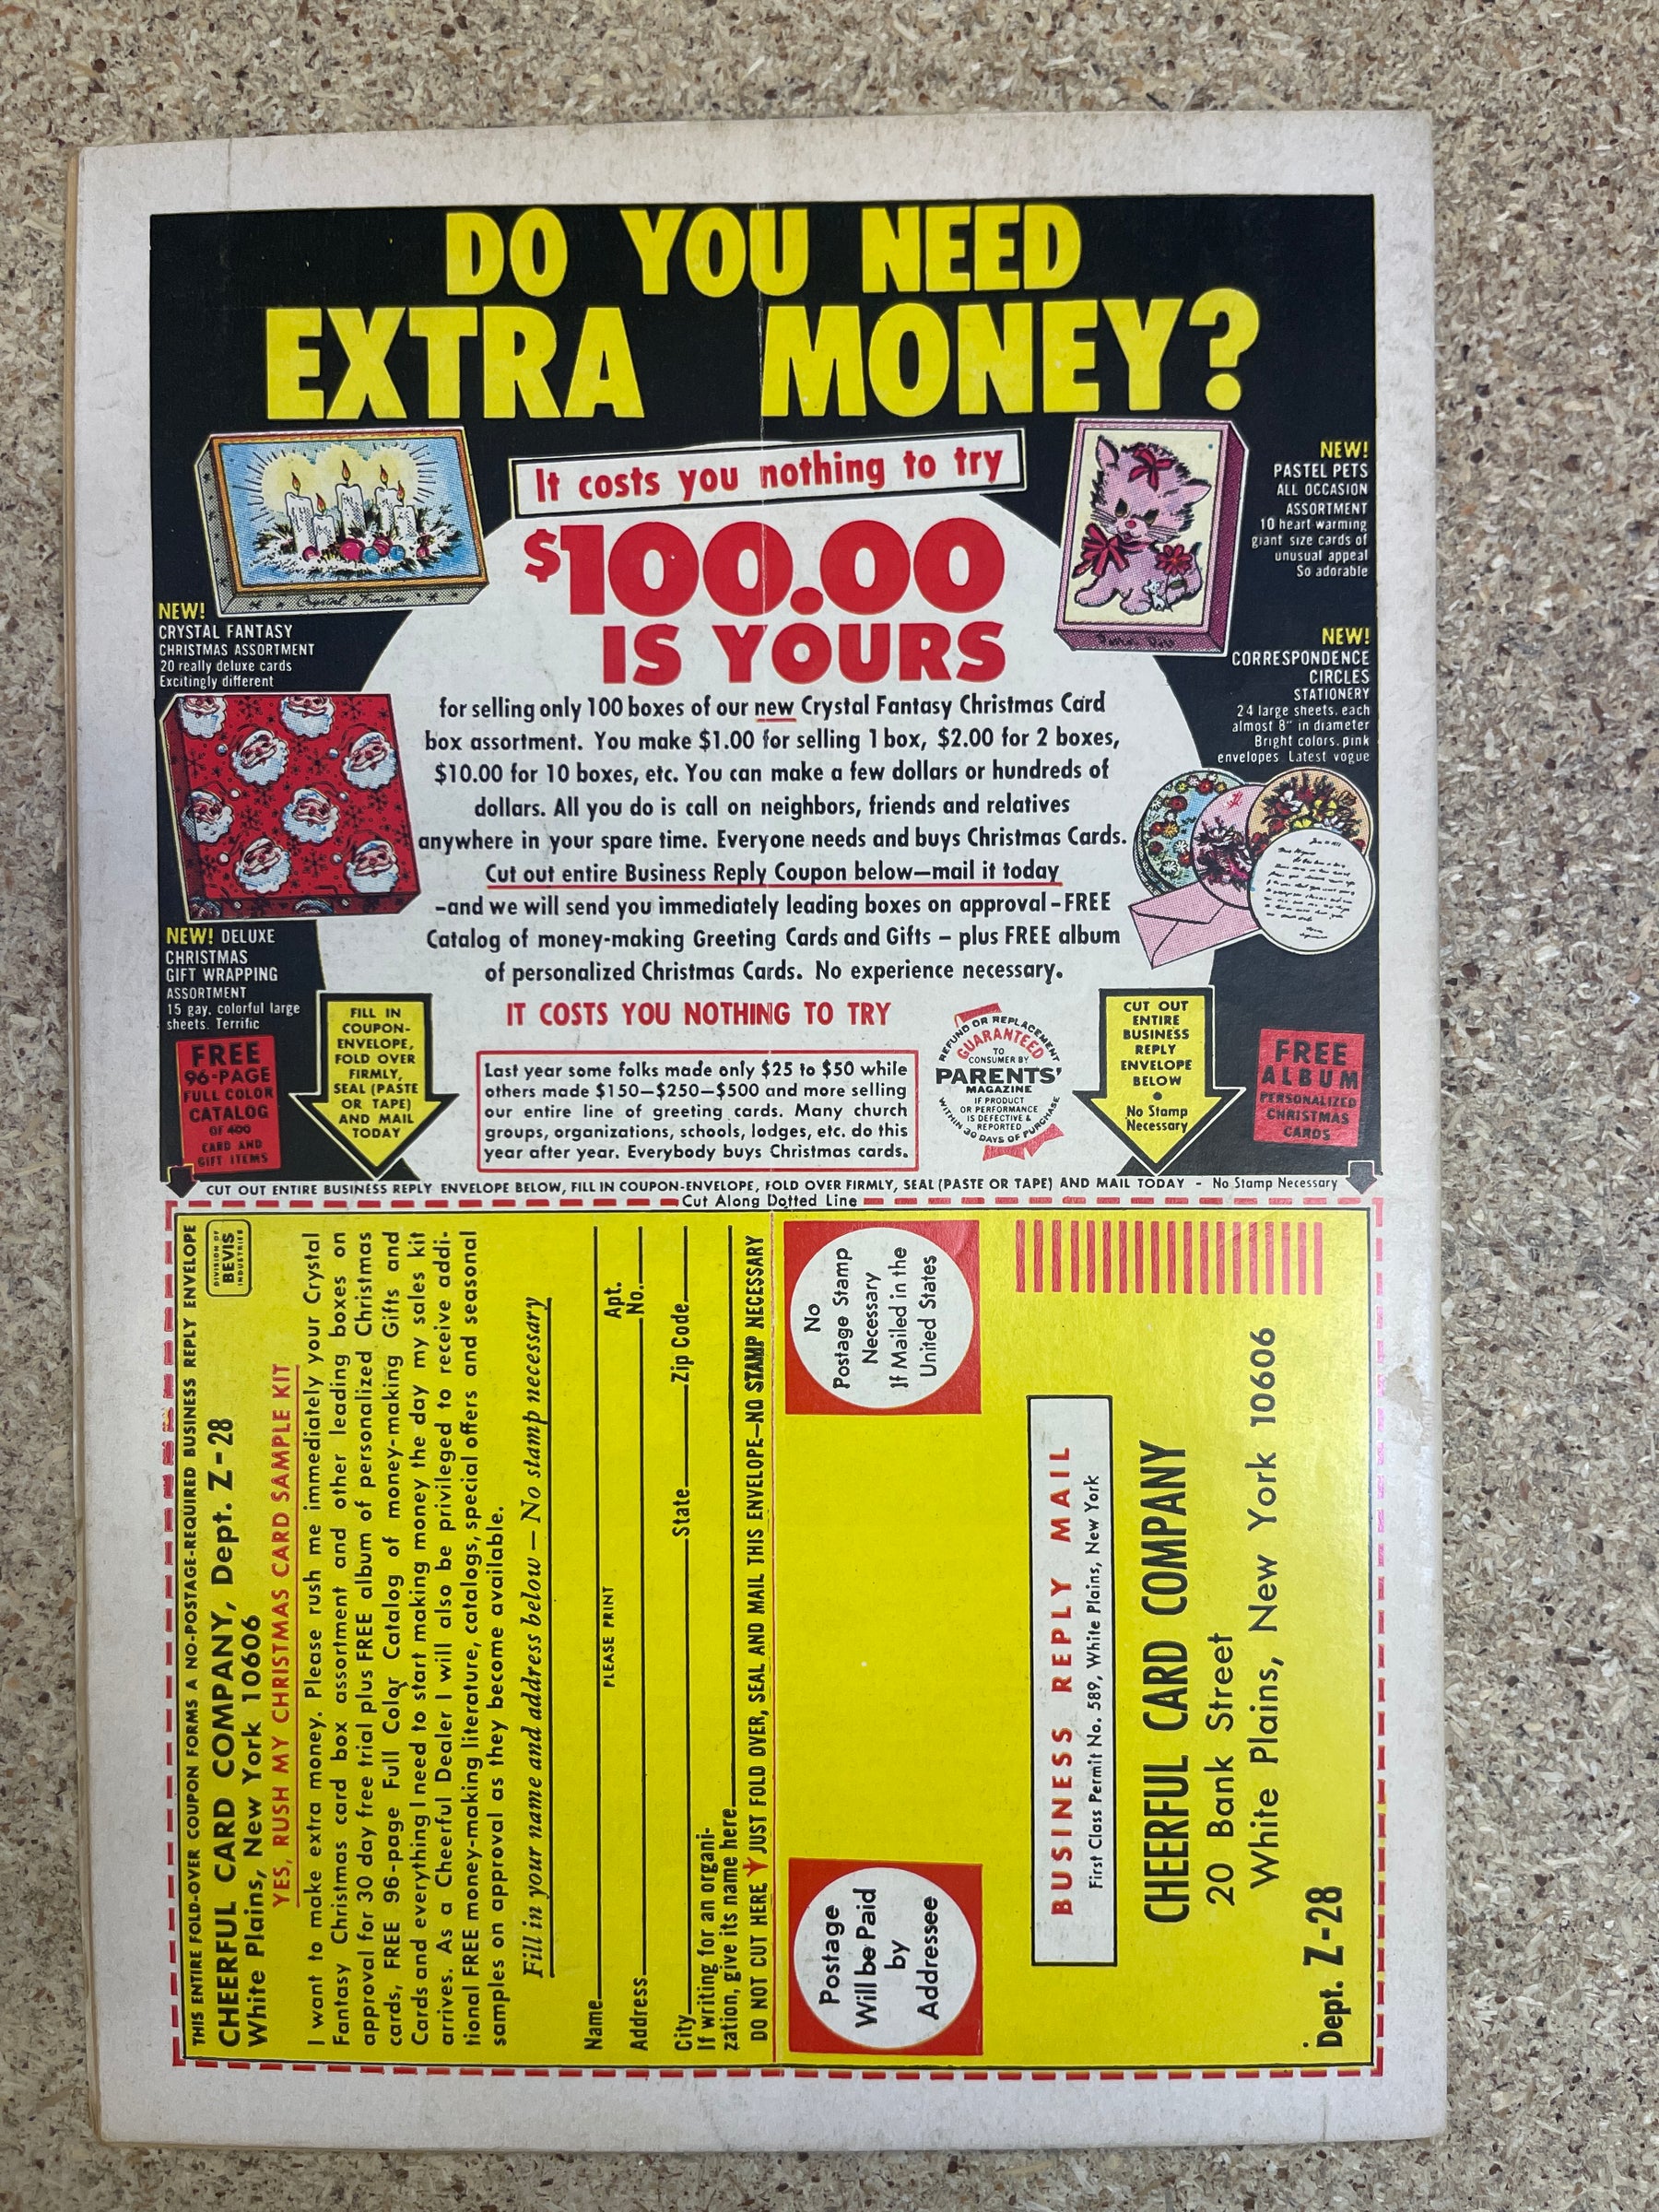 DO YOU NEED
EXTRA MONEY?
It costs you nothing to try
$100.00
IS YOURS
Crystal Fantasy
NEW!
CRYSTAL FANTASY
CHRISTMAS ASSORTMENT
20 really deluxe cards
Excitingly different
NEW!
PASTEL PETS
ALL OCCASION
ASSORTMENT
10 heart warming
giant size cards of
unusual appeal
So adorable
NEW!
CORRESPONDENCE
CIRCLES
STATIONERY
24 large sheets. each
almost 8" in diameter
Bright colors. pink
envelopes. Latest vogue
for selling only 100 boxes of our new Crystal Fantasy Christmas Card
box assortment. You make $1.00 for selling 1 box, $2.00 for 2 boxes,
$10.00 for 10 boxes, etc. You can make a few dollars or hundreds of
dollars. All you do is call on neighbors, friends and relatives
anywhere in your spare time. Everyone needs and buys Christmas Cards.
Cut out entire Business Reply Coupon below—mail it today
-and we will send you immediately leading boxes on approval -FREE
Catalog of money-making Greeting Cards and Gifts – plus FREE album
of personalized Christmas Cards. No experience necessary.
NEW! DELUXE
CHRISTMAS
GIFT WRAPPING
ASSORTMENT
15 gay, colorful large
sheets. Terrific
FREE
96-PAGE
FULL COLOR
CATALOG
OF 400
CARD AND
GIFT ITEMS
FILL IN
COUPON-
ENVELOPE,
FOLD OVER
FIRMLY,
SEAL (PASTE
OR TAPE)
AND MAIL
TODAY
IT COSTS YOU NOTHING TO TRY
Last year some folks made only $25 to $50 while
others made $150—$250—$500 and more selling
our entire line of greeting cards. Many church
groups, organizations, schools, lodges, etc. do this
year after year. Everybody buys Christmas cards.
REFUND OR REPLACEMENT
GUARANTEED
TO
CONSUMER BY
PARENTS'
MAGAZINE
IF PRODUCT
OR PERFORMANCE
IS DEFECTIVE &
REPORTED
WITHIN 30 DAYS OF PURCHASE
CUT OUT
ENTIRE
BUSINESS
REPLY
ENVELOPE
BELOW
•
No Stamp
Necessary
FREE
ALBUM
PERSONALIZED
CHRISTMAS
CARDS
CUT OUT ENTIRE BUSINESS REPLY ENVELOPE BELOW, FILL IN COUPON-ENVELOPE, FOLD OVER FIRMLY, SEAL (PASTE OR TAPE) AND MAIL TODAY - No Stamp Necessary
Cut Along Dotted Line
THIS ENTIRE FOLD-OVER COUPON FORMS A NO-POSTAGE-REQUIRED BUSINESS REPLY ENVELOPE
CHEERFUL CARD COMPANY, Dept. Z-28
White Plains, New York 10606
DIVISION OF
BEVIS
INDUSTRIES
YES, RUSH MY CHRISTMAS CARD SAMPLE KIT
I want to make extra money. Please rush me immediately your Crystal
Fantasy Christmas card box assortment and other leading boxes on
approval for 30 day free trial plus FREE album of personalized Christmas
cards, FREE 96-page Full Color Catalog of money-making Gifts and
Cards and everything I need to start making money the day my sales kit
arrives. As a Cheerful Dealer I will also be privileged to receive addi-
tional FREE money-making literature, catalogs, special offers and seasonal
samples on approval as they become available.
Fill in your name and address below — No stamp necessary
Name
PLEASE PRINT
Address Apt. No.
City State Zip Code
If writing for an organi-
zation, give its name here
DO NOT CUT HERE JUST FOLD OVER, SEAL AND MAIL THIS ENVELOPE—NO STAMP NECESSARY
Postage
Will be Paid
by
Addressee
No
Postage Stamp
Necessary
If Mailed in the
United States
BUSINESS REPLY MAIL
First Class Permit No. 589, White Plains, New York
CHEERFUL CARD COMPANY
20 Bank Street
White Plains, New York 10606
Dept. Z-28